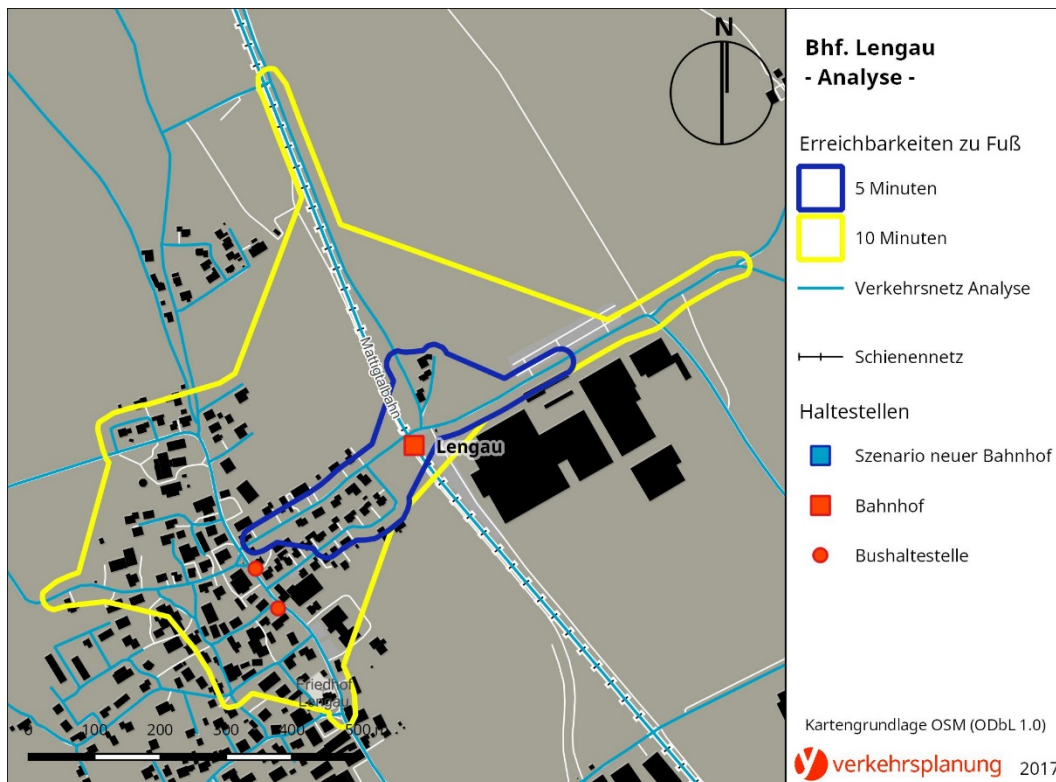 N
Mattigtalbahn
Lengau
Friedhof
Lengau
0 100 200 300 400 500 m
Bhf. Lengau
- Analyse -
Erreichbarkeiten zu Fuß
5 Minuten
10 Minuten
Verkehrsnetz Analyse
Schienennetz
Haltestellen
Szenario neuer Bahnhof
Bahnhof
Bushaltestelle
Kartengrundlage OSM (ODbL 1.0)
y verkehrsplanung 2017